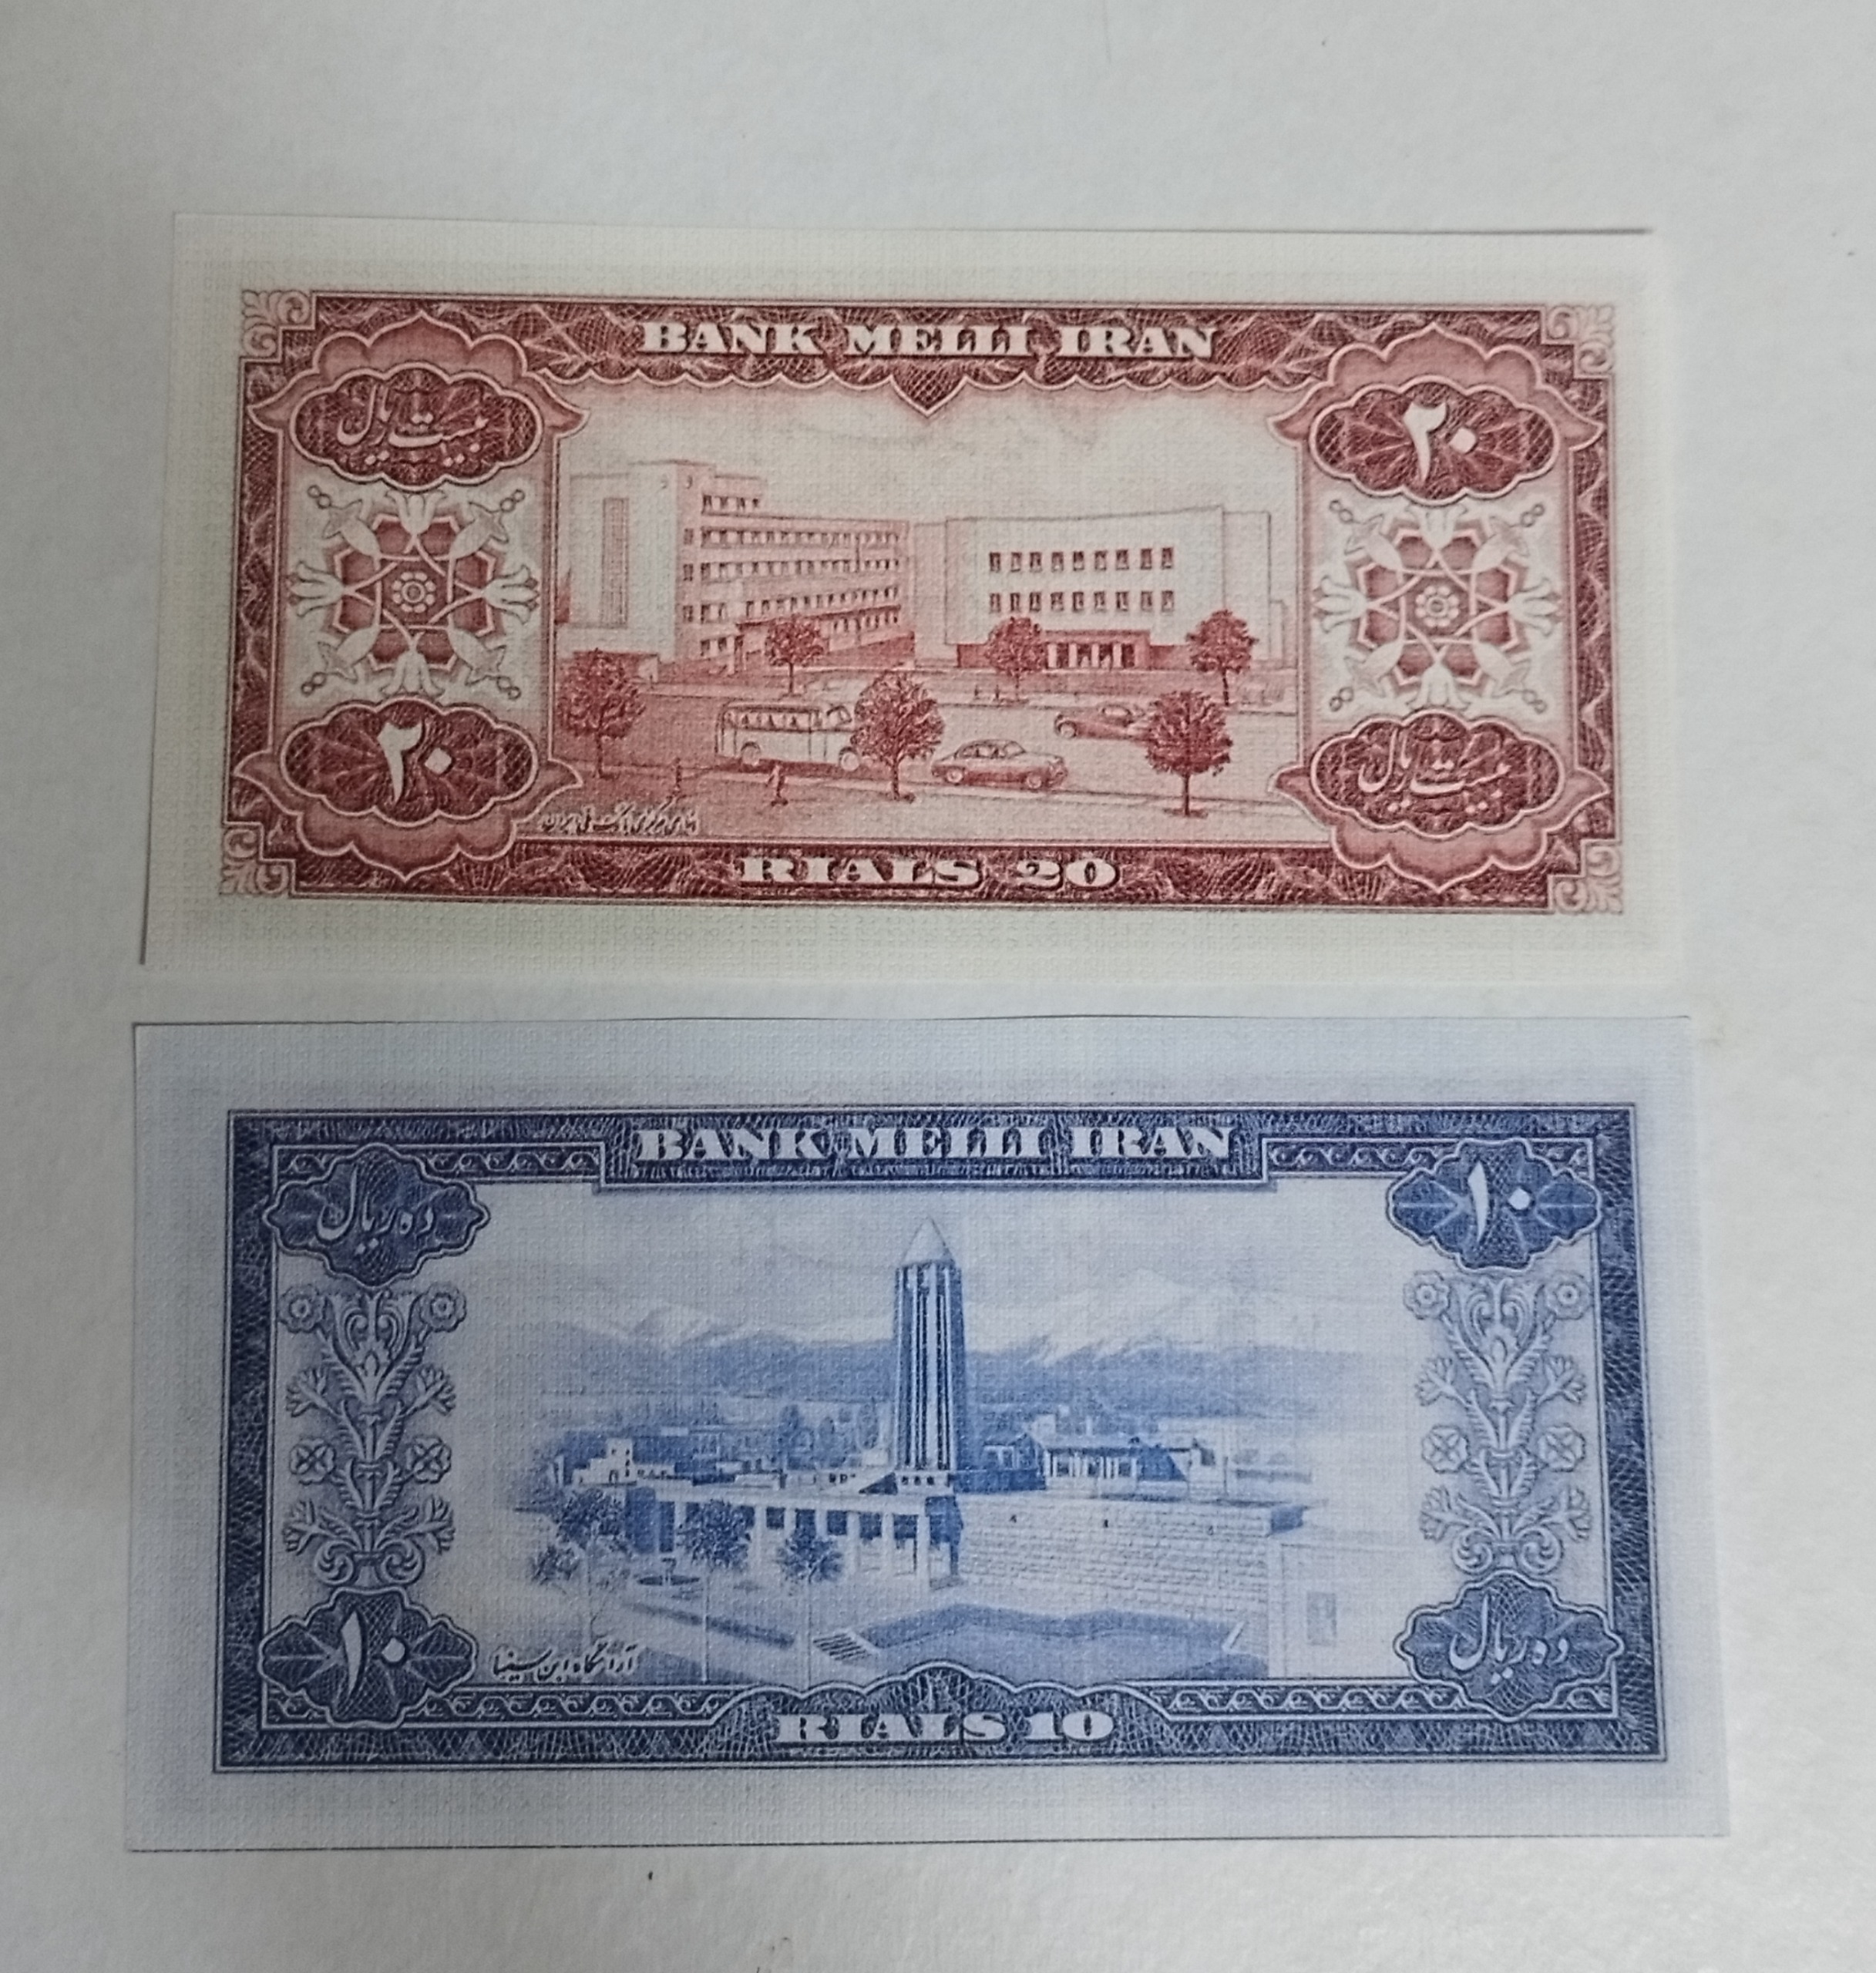 BANK MELLI IRAN
بیست ریال
۲۰
۲۰
بیست ریال
RIALS 20
BANK MELLI IRAN
ده ریال
۱۰
۱۰
آرامگاه ابن سینا
ده ریال
RIALS 10